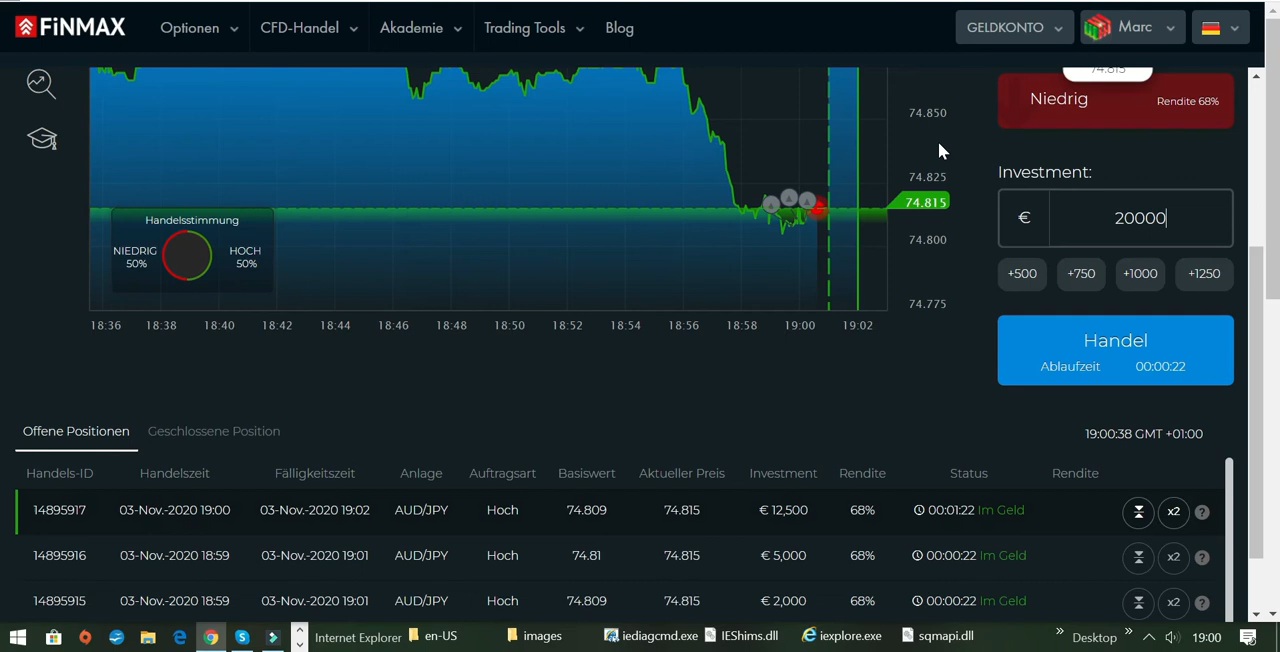 FiNMAX Optionen CFD-Handel Akademie Trading Tools Blog GELDKONTO Marc
74.815
Niedrig Rendite 68%
74.850
Investment:
74.825
74.815
€ 20000
Handelsstimmung
NIEDRIG HOCH
50% 50%
74.800
+500 +750 +1000 +1250
74.775
18:36 18:38 18:40 18:42 18:44 18:46 18:48 18:50 18:52 18:54 18:56 18:58 19:00 19:02
Handel
Ablaufzeit 00:00:22
Offene Positionen Geschlossene Position 19:00:38 GMT +01:00
Handels-ID Handelszeit Fälligkeitszeit Anlage Auftragsart Basiswert Aktueller Preis Investment Rendite Status Rendite
14895917 03-Nov.-2020 19:00 03-Nov.-2020 19:02 AUD/JPY Hoch 74.809 74.815 € 12,500 68% 00:01:22 Im Geld x2 ?
14895916 03-Nov.-2020 18:59 03-Nov.-2020 19:01 AUD/JPY Hoch 74.81 74.815 € 5,000 68% 00:00:22 Im Geld x2 ?
14895915 03-Nov.-2020 18:59 03-Nov.-2020 19:01 AUD/JPY Hoch 74.809 74.815 € 2,000 68% 00:00:22 Im Geld x2 ?
Internet Explorer en-US images iediagcmd.exe IEShims.dll iexplore.exe sqmapi.dll » Desktop » 19:00